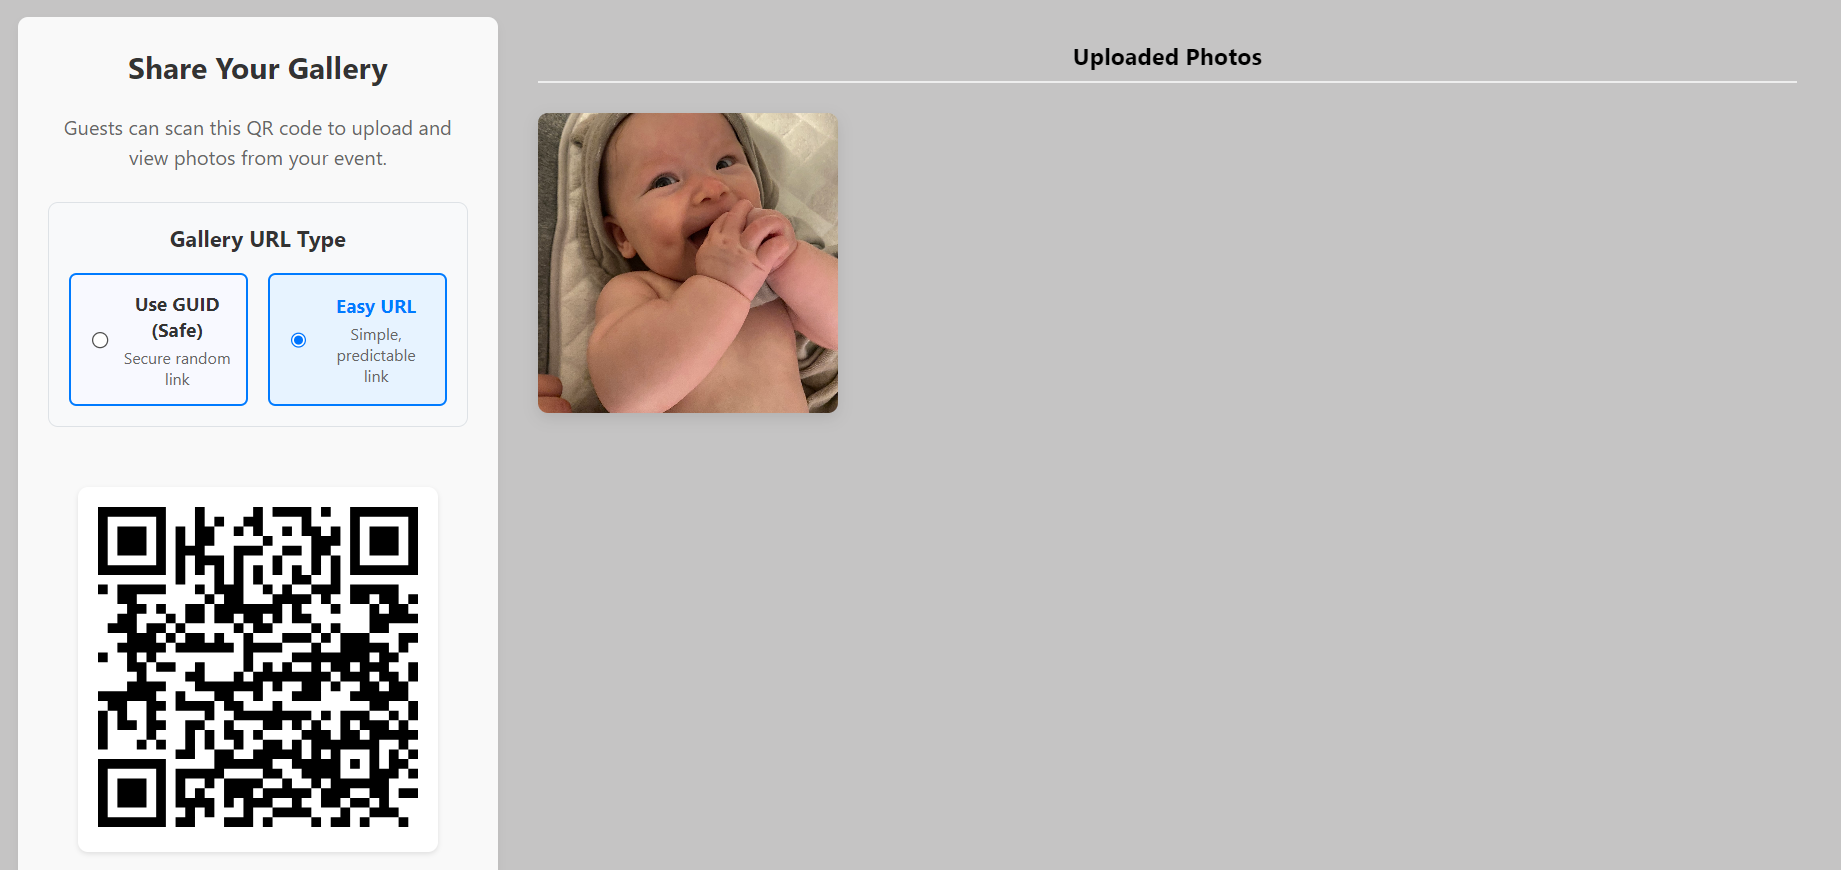 Share Your Gallery
Guests can scan this QR code to upload and
view photos from your event.
Gallery URL Type
Use GUID
(Safe)
Secure random
link
Easy URL
Simple,
predictable
link
Uploaded Photos